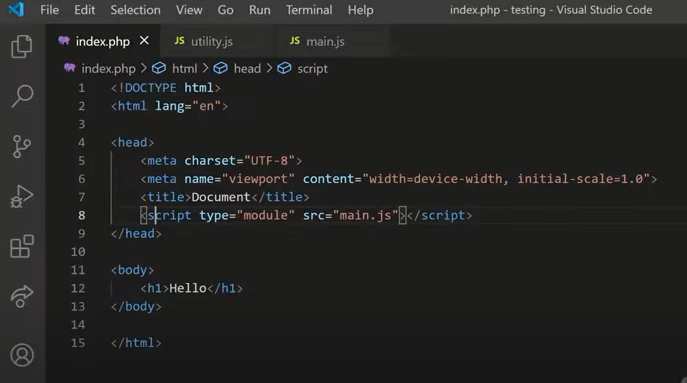 File Edit Selection View Go Run Terminal Help index.php - testing - Visual Studio Code
index.php JS utility.js JS main.js
index.php > html > head > script
1 <!DOCTYPE html>
2 <html lang="en">
3
4 <head>
5 <meta charset="UTF-8">
6 <meta name="viewport" content="width=device-width, initial-scale=1.0">
7 <title>Document</title>
8 <script type="module" src="main.js"></script>
9 </head>
10
11 <body>
12 <h1>Hello</h1>
13 </body>
14
15 </html>